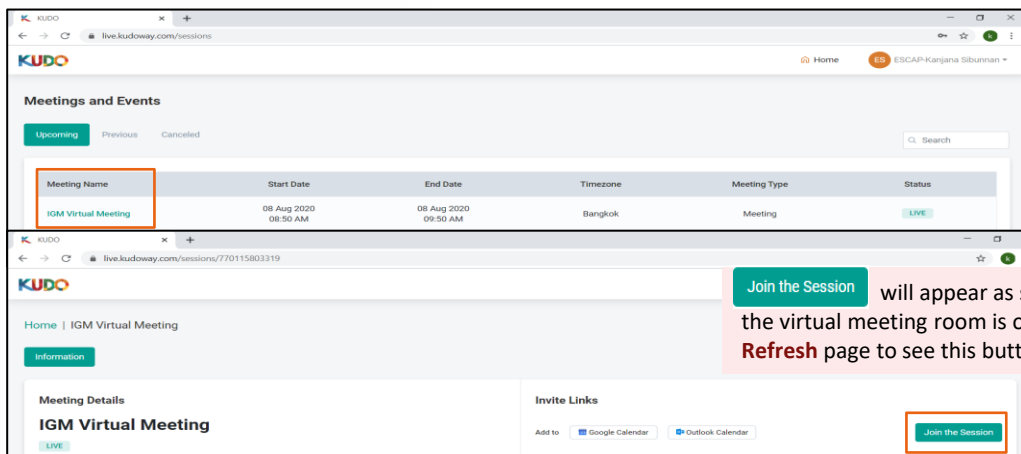 KUDO
live.kudoway.com/sessions
k
KUDO
Home
ES ESCAP-Kanjana Sibunnan
Meetings and Events
Upcoming Previous Canceled
Search
Meeting Name Start Date End Date Timezone Meeting Type Status
IGM Virtual Meeting 08 Aug 2020 08 Aug 2020 Bangkok Meeting LIVE
08:50 AM 09:50 AM
KUDO
live.kudoway.com/sessions/770115803319
k
KUDO
Join the Session will appear as
the virtual meeting room is
Refresh page to see this
Home | IGM Virtual Meeting
Information
Meeting Details Invite Links
IGM Virtual Meeting
Add to Google Calendar Outlook Calendar Join the Session
LIVE